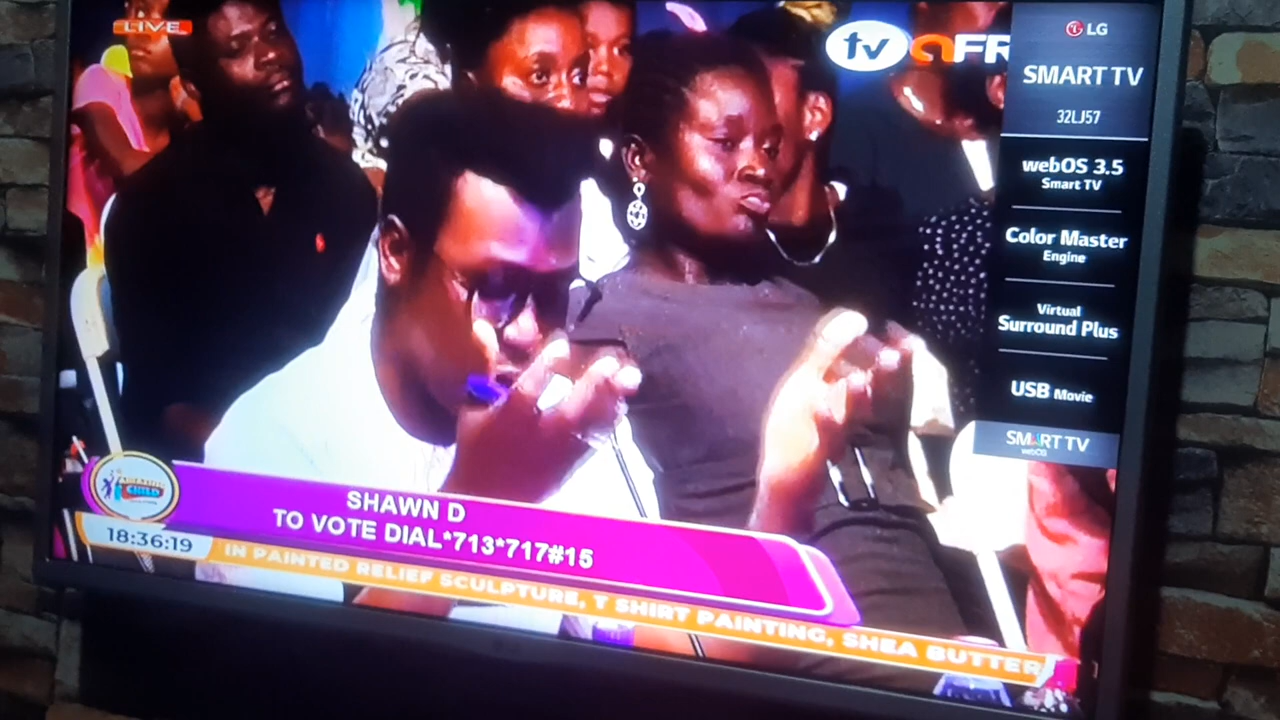 LIVE
tv AFR
LG
SMART TV
32LJ57
webOS 3.5
Smart TV
Color Master
Engine
Virtual
Surround Plus
USB Movie
SMART TV
webOS
CHILD
SHAWN D
TO VOTE DIAL*713*717#15
18:36:19
IN PAINTED RELIEF SCULPTURE, T SHIRT PAINTING, SHEA BUTTER